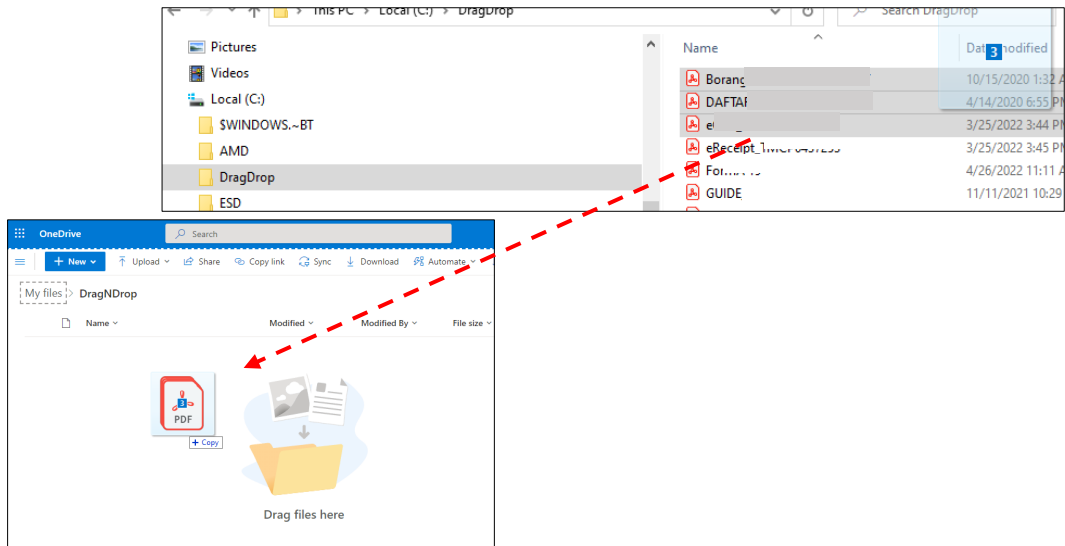 This PC > Local (C:) > DragDrop
Search DragDrop
Pictures
Videos
Local (C:)
$WINDOWS.~BT
AMD
DragDrop
ESD
Name
3
modified
Borang
10/15/2020 1:32
DAFTAR
4/14/2020 6:55 PM
3/25/2022 3:44 PM
3/25/2022 3:45 PM
4/26/2022 11:11 A
GUIDE
11/11/2021 10:29
OneDrive
Search
+ New
Upload
Share
Copy link
Sync
Download
Automate
My files > DragNDrop
Name
Modified
Modified By
File size
3
PDF
+ Copy
Drag files here